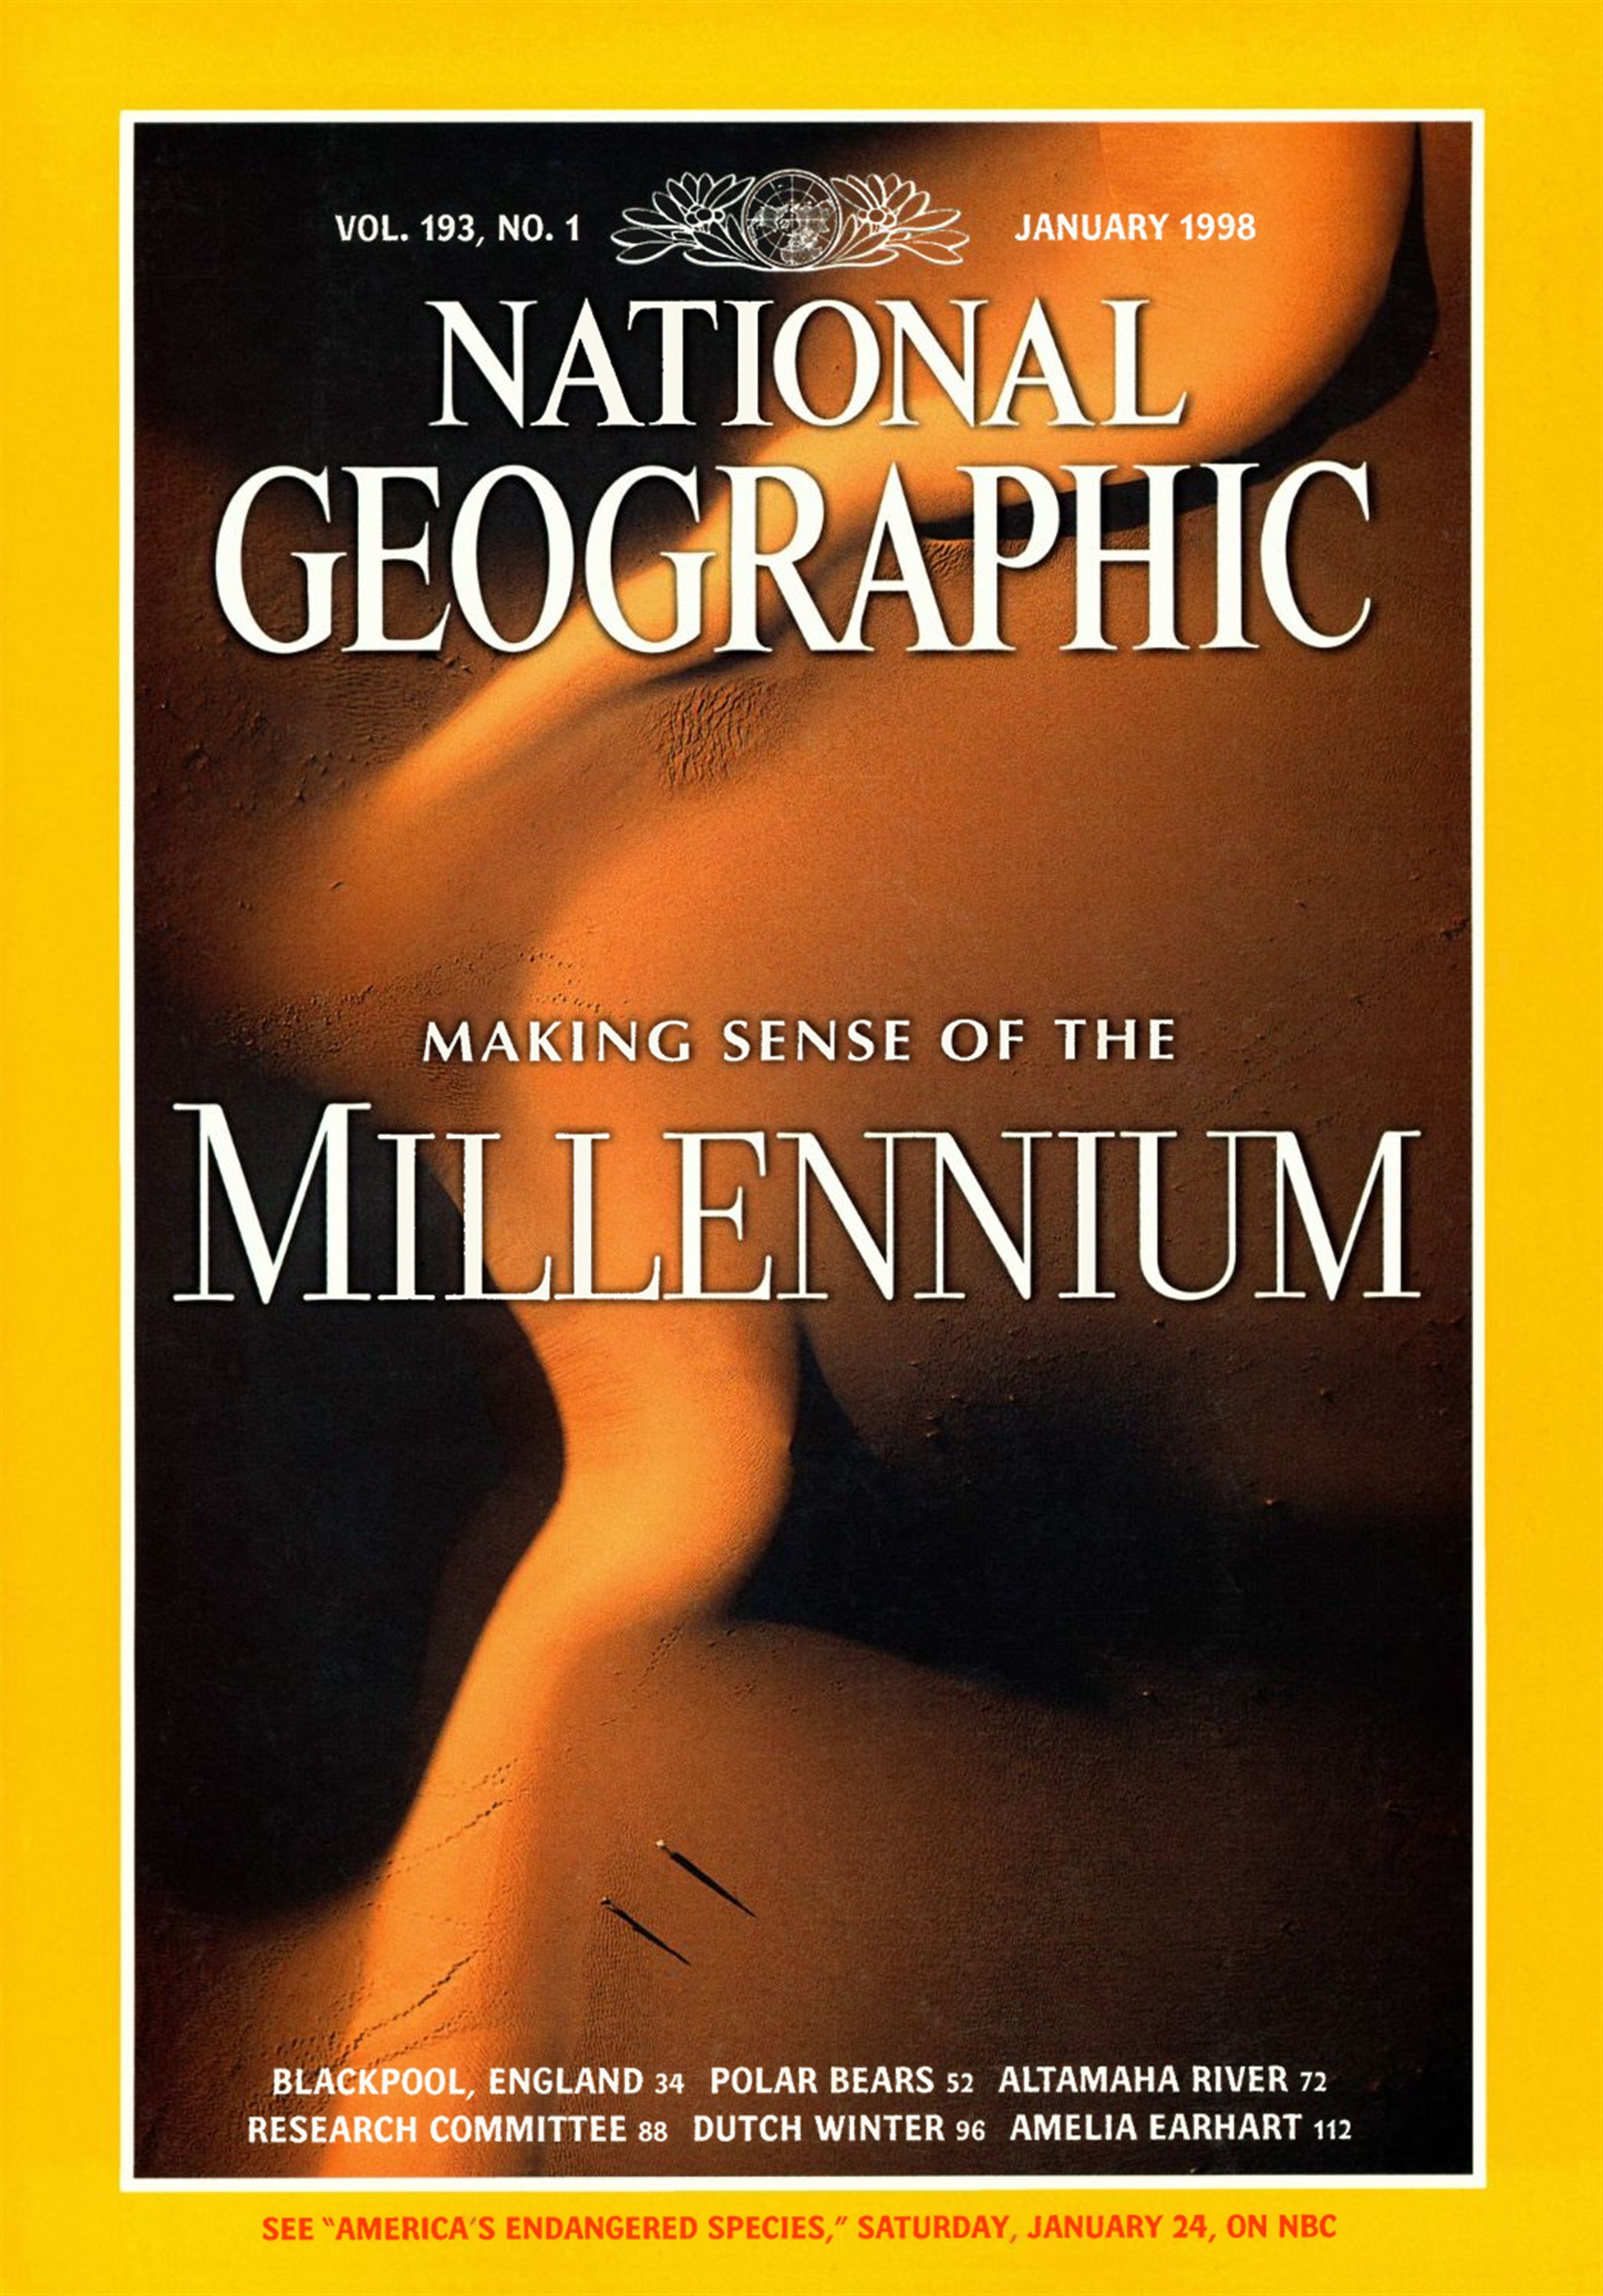 VOL. 193, NO. 1 JANUARY 1998
NATIONAL
GEOGRAPHIC
MAKING SENSE OF THE
MILLENNIUM
BLACKPOOL, ENGLAND 34 POLAR BEARS 52 ALTAMAHA RIVER 72
RESEARCH COMMITTEE 88 DUTCH WINTER 96 AMELIA EARHART 112
SEE "AMERICA'S ENDANGERED SPECIES," SATURDAY, JANUARY 24, ON NBC